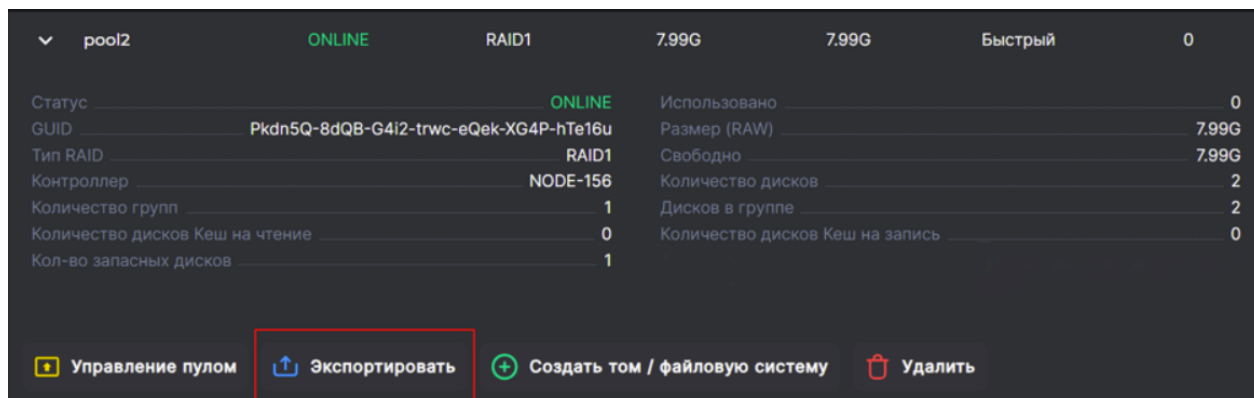 pool2 ONLINE RAID1 7.99G 7.99G Быстрый 0
Статус ONLINE Использовано 0
GUID Pkdn5Q-8dQB-G4i2-trwc-eQek-XG4P-hTe16u Размер (RAW) 7.99G
Тип RAID RAID1 Свободно 7.99G
Контроллер NODE-156 Количество дисков 2
Количество групп 1 Дисков в группе 2
Количество дисков Кеш на чтение 0 Количество дисков Кеш на запись 0
Кол-во запасных дисков 1
Управление пулом Экспортировать Создать том / файловую систему Удалить